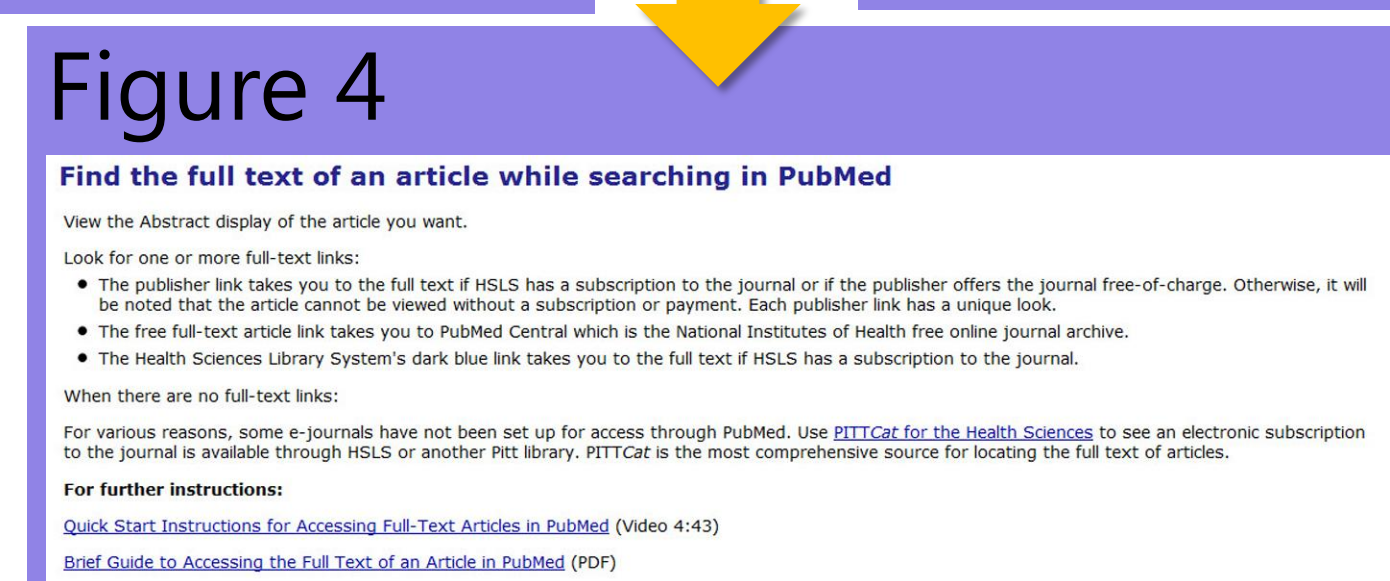 Figure 4
Find the full text of an article while searching in PubMed
View the Abstract display of the article you want.
Look for one or more full-text links:
● The publisher link takes you to the full text if HSLS has a subscription to the journal or if the publisher offers the journal free-of-charge. Otherwise, it will
be noted that the article cannot be viewed without a subscription or payment. Each publisher link has a unique look.
● The free full-text article link takes you to PubMed Central which is the National Institutes of Health free online journal archive.
● The Health Sciences Library System's dark blue link takes you to the full text if HSLS has a subscription to the journal.
When there are no full-text links:
For various reasons, some e-journals have not been set up for access through PubMed. Use PITTCat for the Health Sciences to see an electronic subscription
to the journal is available through HSLS or another Pitt library. PITTCat is the most comprehensive source for locating the full text of articles.
For further instructions:
Quick Start Instructions for Accessing Full-Text Articles in PubMed (Video 4:43)
Brief Guide to Accessing the Full Text of an Article in PubMed (PDF)